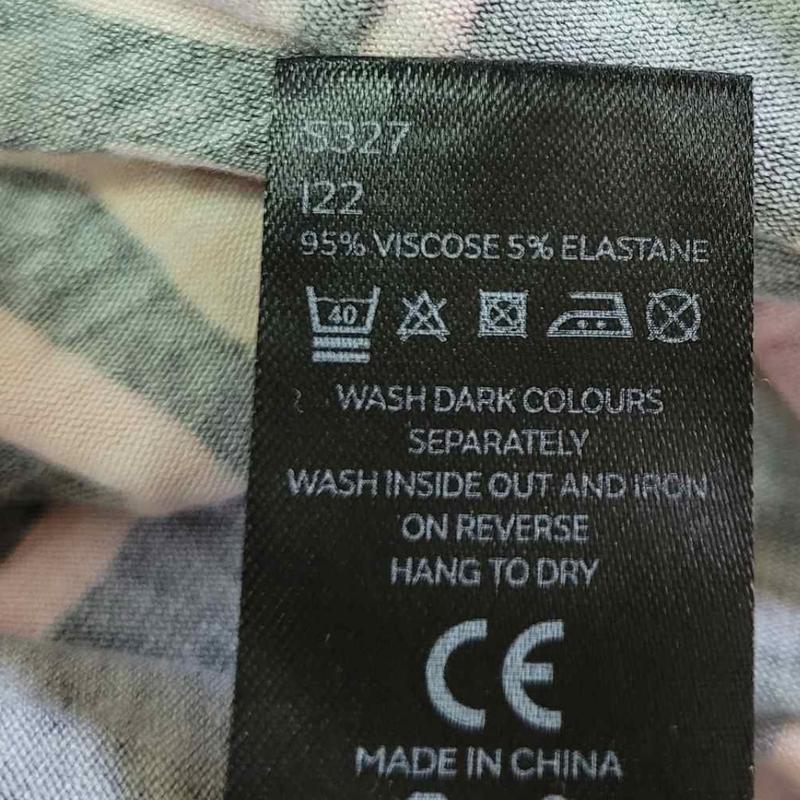 S327
122
95% VISCOSE 5% ELASTANE
40
WASH DARK COLOURS
SEPARATELY
WASH INSIDE OUT AND IRON
ON REVERSE
HANG TO DRY
CE
MADE IN CHINA